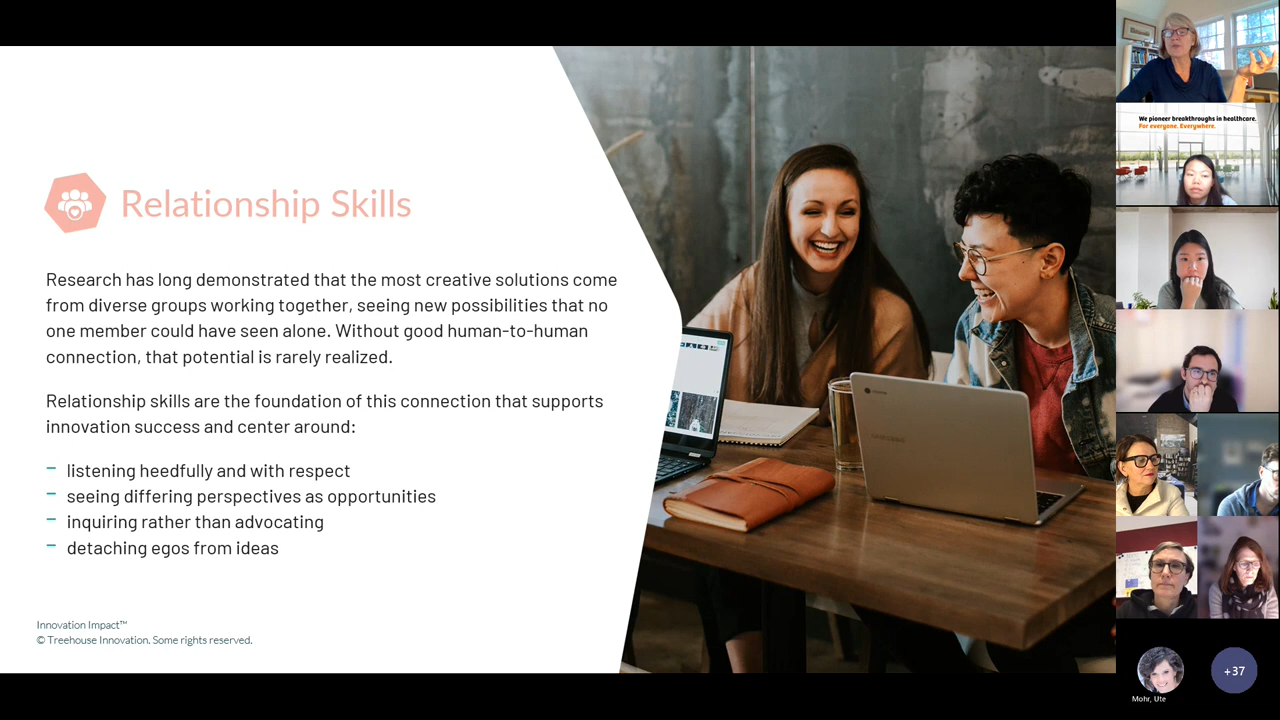 Relationship Skills
Research has long demonstrated that the most creative solutions come
from diverse groups working together, seeing new possibilities that no
one member could have seen alone. Without good human-to-human
connection, that potential is rarely realized.
Relationship skills are the foundation of this connection that supports
innovation success and center around:
listening heedfully and with respect
seeing differing perspectives as opportunities
inquiring rather than advocating
detaching egos from ideas
Innovation Impact™
© Treehouse Innovation. Some rights reserved.
We pioneer breakthroughs in healthcare.
For everyone. Everywhere.
Mohr, Ute
+37